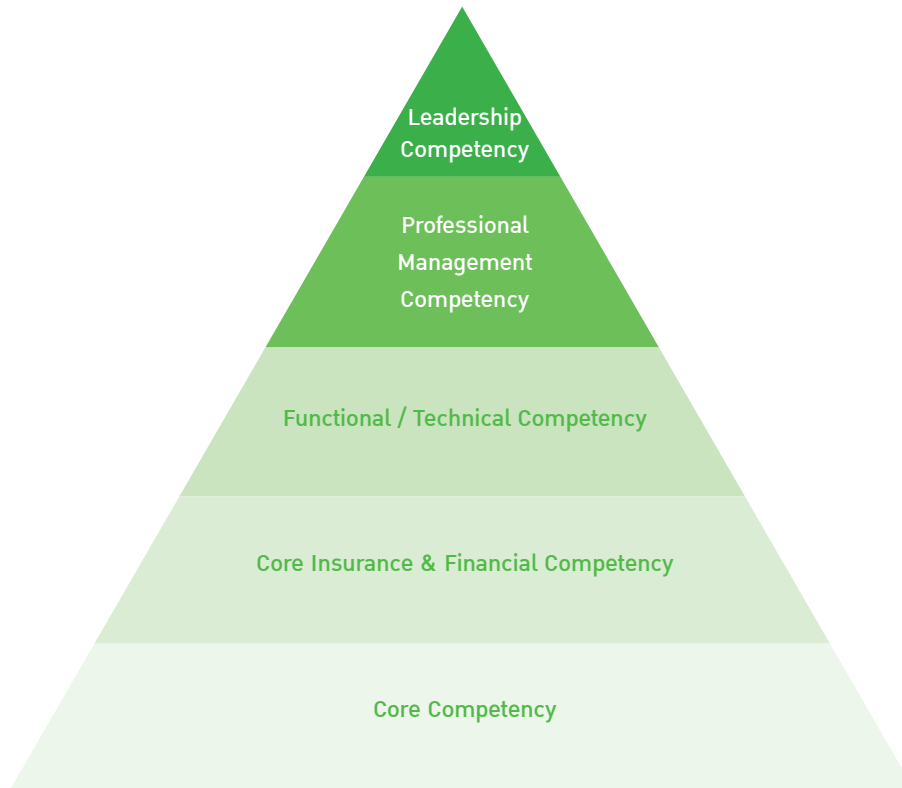 Leadership
Competency
Professional
Management
Competency
Functional / Technical Competency
Core Insurance & Financial Competency
Core Competency